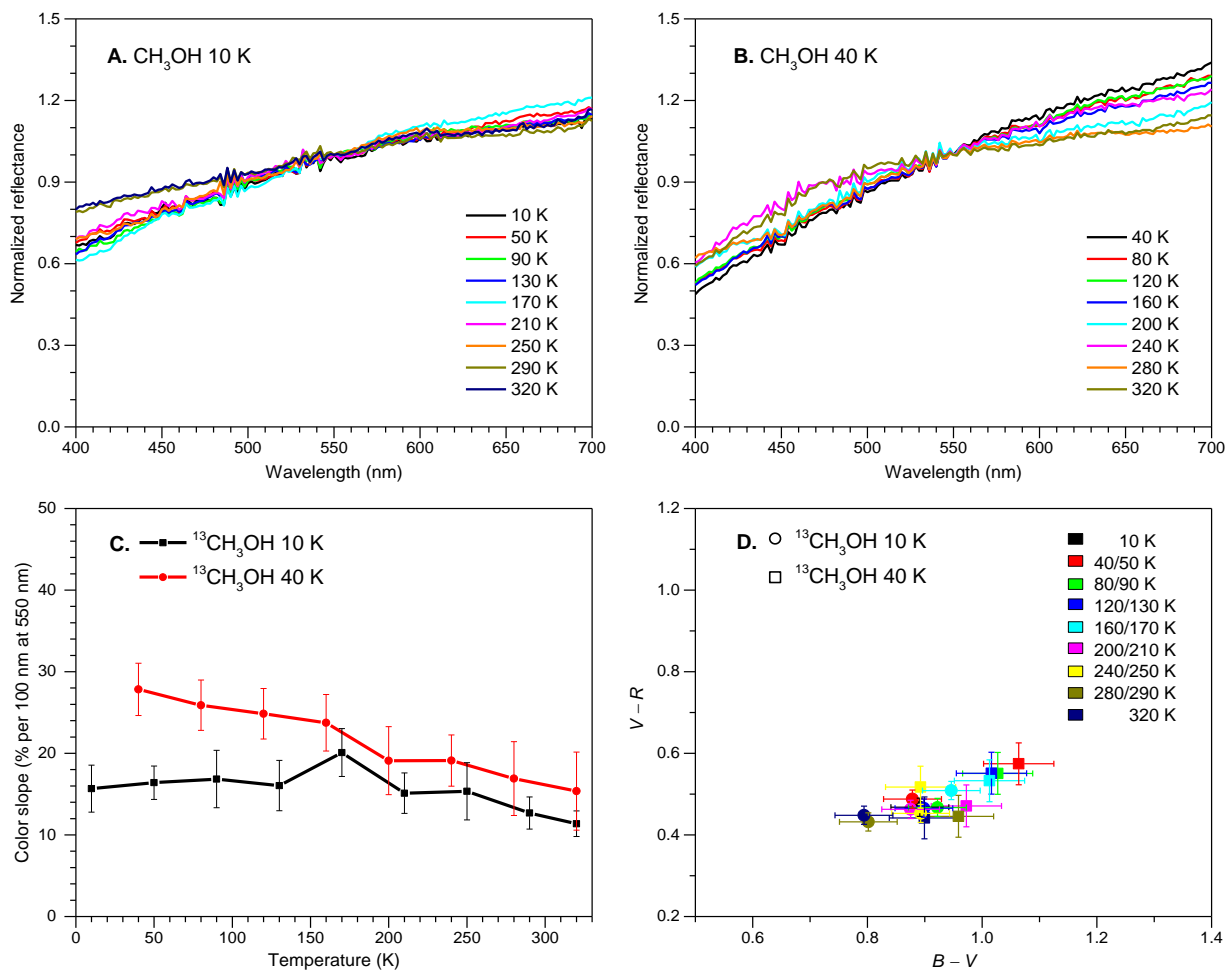 A. CH₃OH 10 K
Normalized reflectance
1.5
1.2
0.9
0.6
0.3
0.0
10 K
50 K
90 K
130 K
170 K
210 K
250 K
290 K
320 K
400 450 500 550 600 650 700
Wavelength (nm)
B. CH₃OH 40 K
Normalized reflectance
1.5
1.2
0.9
0.6
0.3
0.0
40 K
80 K
120 K
160 K
200 K
240 K
280 K
320 K
400 450 500 550 600 650 700
Wavelength (nm)
C.
¹³CH₃OH 10 K
¹³CH₃OH 40 K
Color slope (% per 100 nm at 550 nm)
50
40
30
20
10
0
0 50 100 150 200 250 300
Temperature (K)
D.
¹³CH₃OH 10 K
¹³CH₃OH 40 K
10 K
40/50 K
80/90 K
120/130 K
160/170 K
200/210 K
240/250 K
280/290 K
320 K
V – R
1.2
1.0
0.8
0.6
0.4
0.2
0.6 0.8 1.0 1.2 1.4
B – V